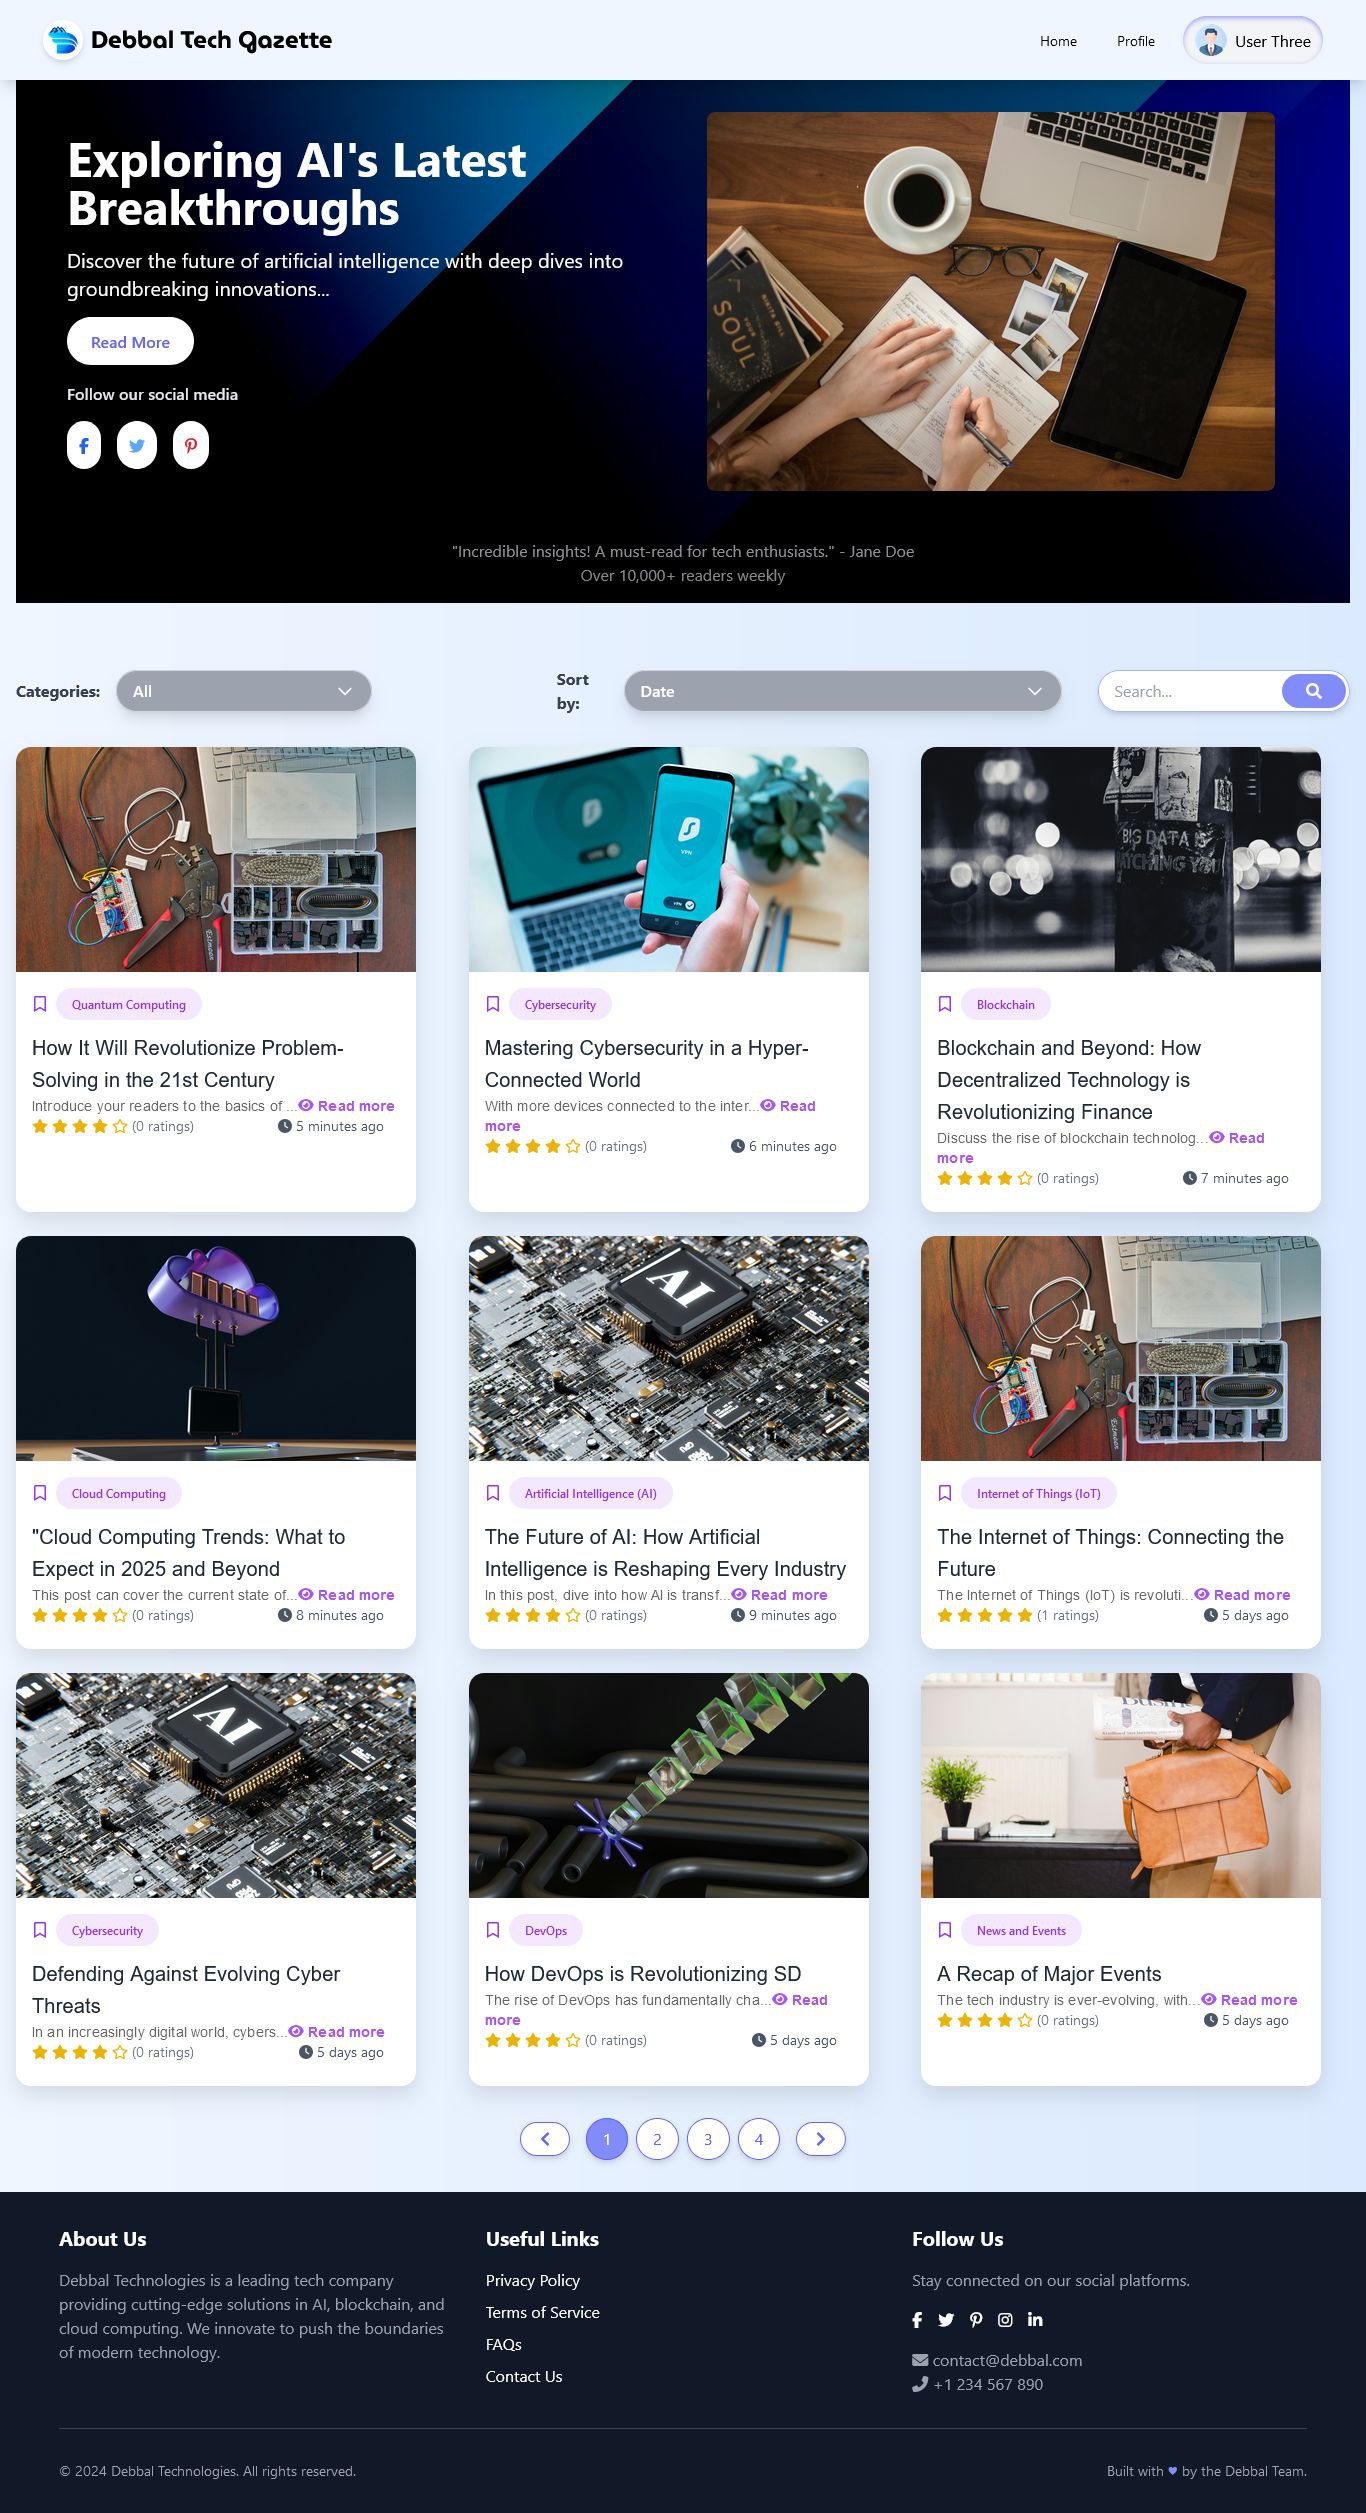 Debbal Tech Gazette
Home
Profile
User Three
Exploring AI's Latest
Breakthroughs
Discover the future of artificial intelligence with deep dives into
groundbreaking innovations...
Read More
Follow our social media
SOUL
"Incredible insights! A must-read for tech enthusiasts." - Jane Doe
Over 10,000+ readers weekly
Categories:
All
Sort
by:
Date
Search...
VPN
BIG DATA IS
WATCHING YOU
Quantum Computing
How It Will Revolutionize Problem-
Solving in the 21st Century
Introduce your readers to the basics of ... Read more
(0 ratings)
5 minutes ago
Cybersecurity
Mastering Cybersecurity in a Hyper-
Connected World
With more devices connected to the inter... Read
more
(0 ratings)
6 minutes ago
Blockchain
Blockchain and Beyond: How
Decentralized Technology is
Revolutionizing Finance
Discuss the rise of blockchain technolog... Read
more
(0 ratings)
7 minutes ago
AI
Cloud Computing
"Cloud Computing Trends: What to
Expect in 2025 and Beyond
This post can cover the current state of... Read more
(0 ratings)
8 minutes ago
Artificial Intelligence (AI)
The Future of AI: How Artificial
Intelligence is Reshaping Every Industry
In this post, dive into how AI is transf... Read more
(0 ratings)
9 minutes ago
Internet of Things (IoT)
The Internet of Things: Connecting the
Future
The Internet of Things (IoT) is revoluti... Read more
(1 ratings)
5 days ago
AI
Cybersecurity
Defending Against Evolving Cyber
Threats
In an increasingly digital world, cybers... Read more
(0 ratings)
5 days ago
DevOps
How DevOps is Revolutionizing SD
The rise of DevOps has fundamentally cha... Read
more
(0 ratings)
5 days ago
News and Events
A Recap of Major Events
The tech industry is ever-evolving, with... Read more
(0 ratings)
5 days ago
1
2
3
4
About Us
Debbal Technologies is a leading tech company
providing cutting-edge solutions in AI, blockchain, and
cloud computing. We innovate to push the boundaries
of modern technology.
Useful Links
Privacy Policy
Terms of Service
FAQs
Contact Us
Follow Us
Stay connected on our social platforms.
contact@debbal.com
+1 234 567 890
© 2024 Debbal Technologies. All rights reserved.
Built with ♥ by the Debbal Team.